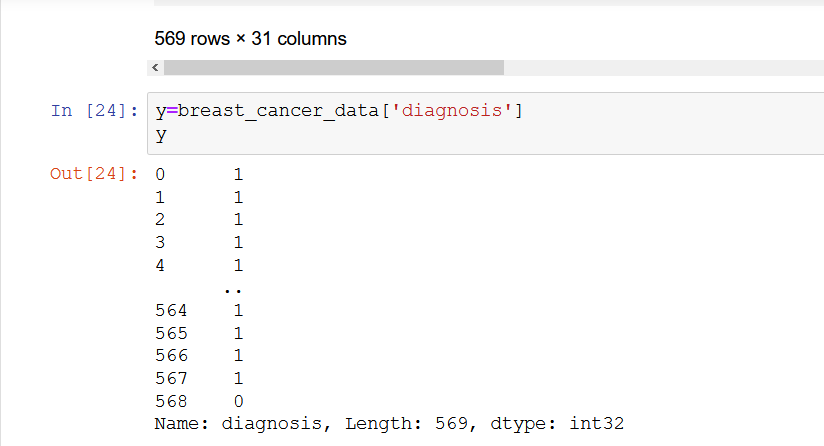 569 rows × 31 columns
<
In [24]: y=breast_cancer_data['diagnosis']
y
Out[24]: 0 1
1 1
2 1
3 1
4 1
..
564 1
565 1
566 1
567 1
568 0
Name: diagnosis, Length: 569, dtype: int32